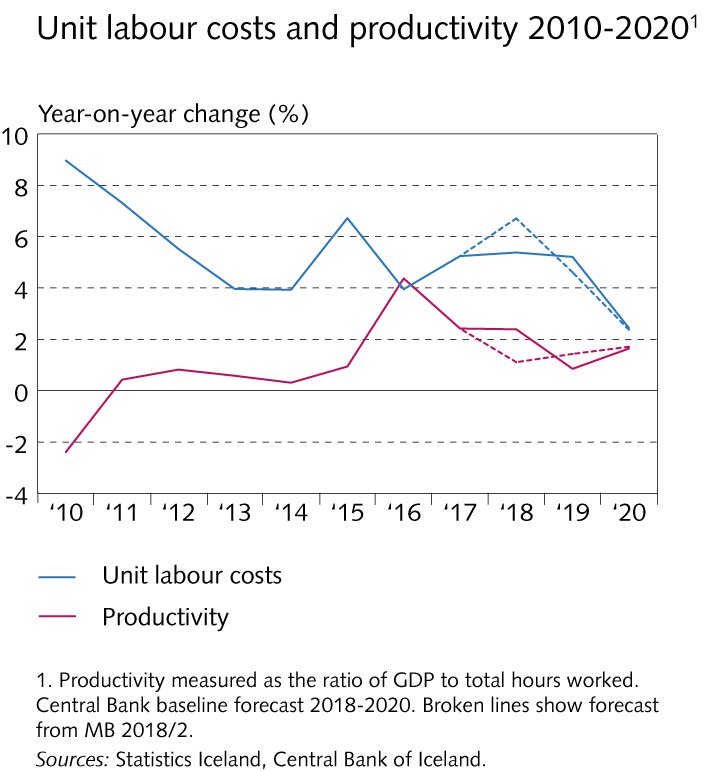 Unit labour costs and productivity 2010-2020¹
Year-on-year change (%)
10
8
6
4
2
0
-2
-4
‘10 ‘11 ‘12 ‘13 ‘14 ‘15 ‘16 ‘17 ‘18 ‘19 ‘20
Unit labour costs
Productivity
1. Productivity measured as the ratio of GDP to total hours worked.
Central Bank baseline forecast 2018-2020. Broken lines show forecast
from MB 2018/2.
Sources: Statistics Iceland, Central Bank of Iceland.